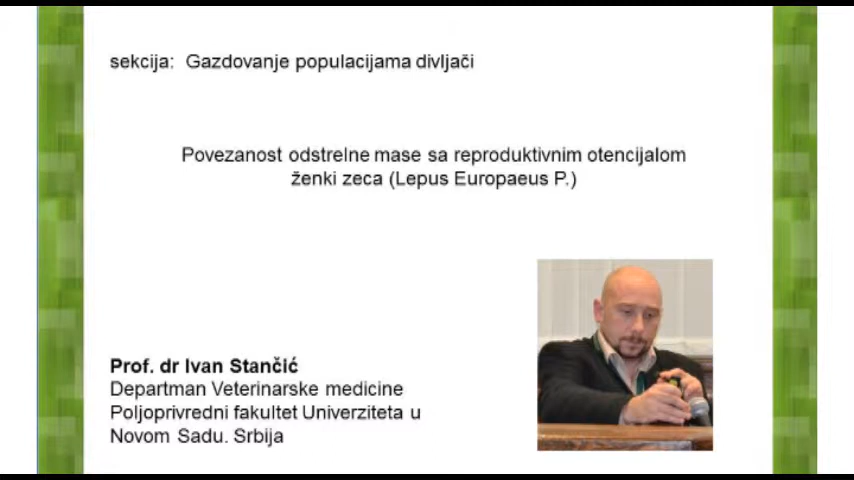 sekcija: Gazdovanje populacijama divljači
Povezanost odstrelne mase sa reproduktivnim otencijalom
ženki zeca (Lepus Europaeus P.)
Prof. dr Ivan Stančić
Departman Veterinarske medicine
Poljoprivredni fakultet Univerziteta u
Novom Sadu. Srbija